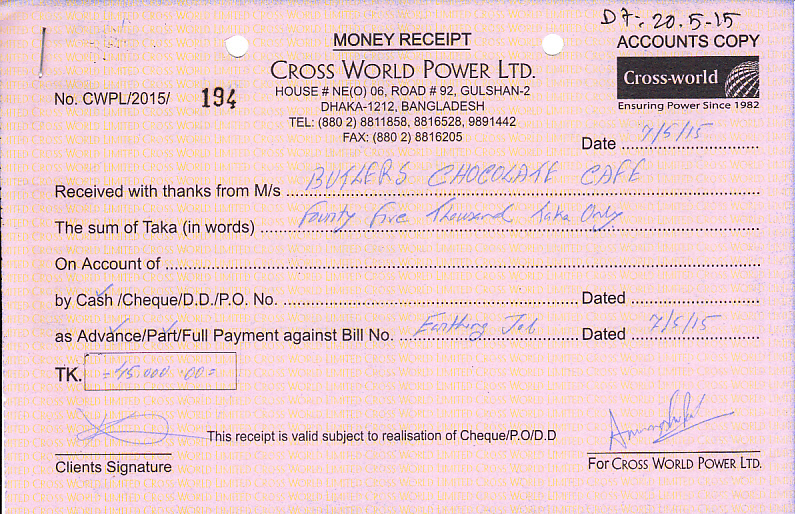 DT:- 20.5-15
MONEY RECEIPT
ACCOUNTS COPY
CROSS WORLD POWER LTD.
Cross-world
HOUSE # NE(O) 06, ROAD # 92, GULSHAN-2
No. CWPL/2015/ 194
DHAKA-1212, BANGLADESH
Ensuring Power Since 1982
TEL: (880 2) 8811858, 8816528, 9891442
FAX: (880 2) 8816205
Date 7/5/15
Received with thanks from M/s BUTLERS CHOCOLATE CAFE
The sum of Taka (in words) Founty Five Thousand Taka Only
On Account of
by Cash /Cheque/D.D./P.O. No. Dated
as Advance/Part/Full Payment against Bill No. Earthing Job Dated 7/5/15
TK. =45.000.00=
This receipt is valid subject to realisation of Cheque/P.O/D.D
Clients Signature
For CROSS WORLD POWER LTD.